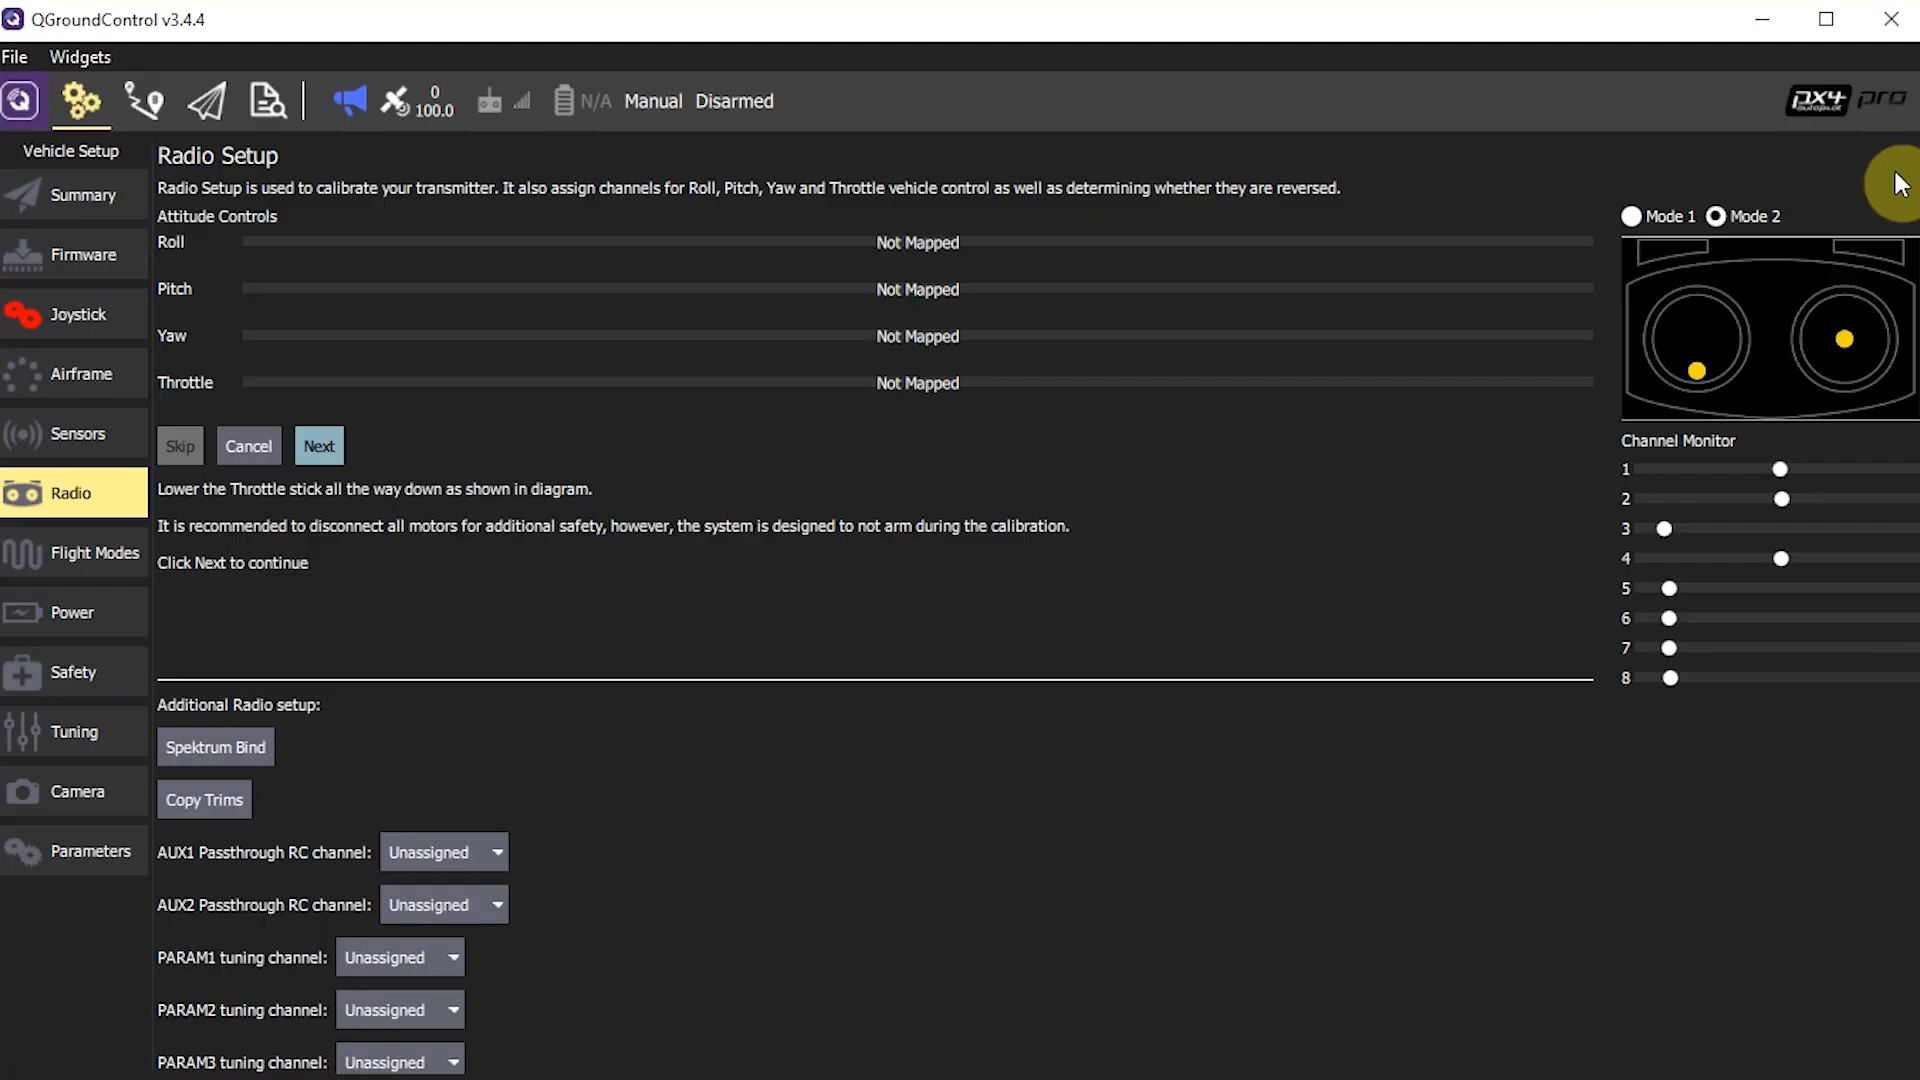 QGroundControl v3.4.4
File Widgets
0
100.0
N/A Manual Disarmed
px4 pro
autopilot
Vehicle Setup
Summary
Firmware
Joystick
Airframe
Sensors
Radio
Flight Modes
Power
Safety
Tuning
Camera
Parameters
Radio Setup
Radio Setup is used to calibrate your transmitter. It also assign channels for Roll, Pitch, Yaw and Throttle vehicle control as well as determining whether they are reversed.
Attitude Controls
Roll Not Mapped
Pitch Not Mapped
Yaw Not Mapped
Throttle Not Mapped
Skip Cancel Next
Lower the Throttle stick all the way down as shown in diagram.
It is recommended to disconnect all motors for additional safety, however, the system is designed to not arm during the calibration.
Click Next to continue
Additional Radio setup:
Spektrum Bind
Copy Trims
AUX1 Passthrough RC channel: Unassigned
AUX2 Passthrough RC channel: Unassigned
PARAM1 tuning channel: Unassigned
PARAM2 tuning channel: Unassigned
PARAM3 tuning channel: Unassigned
Mode 1 Mode 2
Channel Monitor
1
2
3
4
5
6
7
8